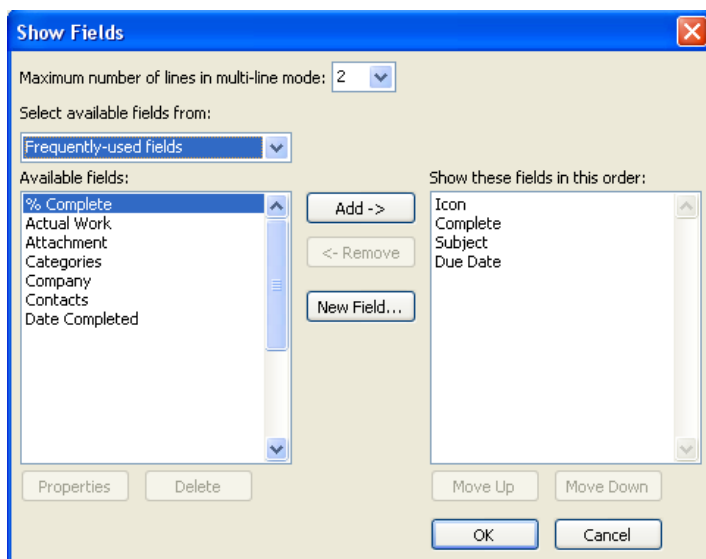 Show Fields
Maximum number of lines in multi-line mode: 2
Select available fields from:
Frequently-used fields
Available fields:
% Complete
Actual Work
Attachment
Categories
Company
Contacts
Date Completed
Add ->
<- Remove
New Field...
Show these fields in this order:
Icon
Complete
Subject
Due Date
Properties
Delete
Move Up
Move Down
OK
Cancel